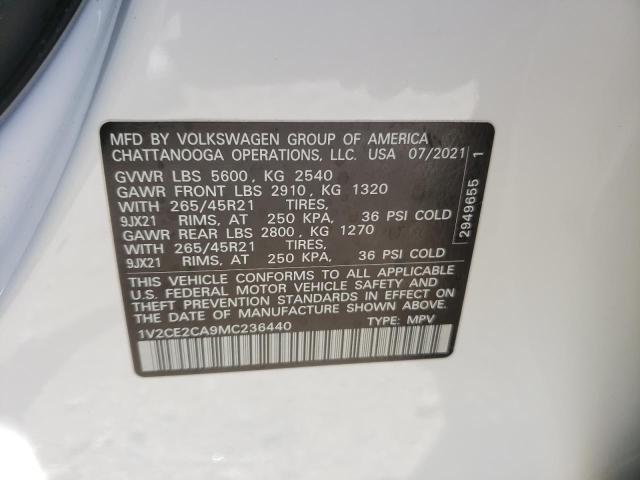 MFD BY VOLKSWAGEN GROUP OF AMERICA
CHATTANOOGA OPERATIONS, LLC. USA 07/2021
GVWR LBS 5600, KG 2540
GAWR FRONT LBS 2910, KG 1320
WITH 265/45R21 TIRES,
9JX21 RIMS, AT 250 KPA, 36 PSI COLD
GAWR REAR LBS 2800, KG 1270
WITH 265/45R21 TIRES,
9JX21 RIMS, AT 250 KPA, 36 PSI COLD
THIS VEHICLE CONFORMS TO ALL APPLICABLE
U.S. FEDERAL MOTOR VEHICLE SAFETY AND
THEFT PREVENTION STANDARDS IN EFFECT ON
THE DATE OF MANUFACTURE SHOWN ABOVE.
1V2CE2CA9MC236440 TYPE: MPV
2949655 1